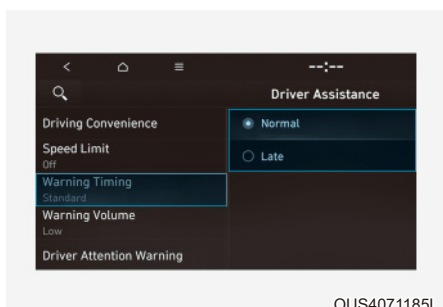 --:--
Driver Assistance
Driving Convenience
Speed Limit
Off
Warning Timing
Standard
Warning Volume
Low
Driver Attention Warning
Normal
Late
OUS4071185L